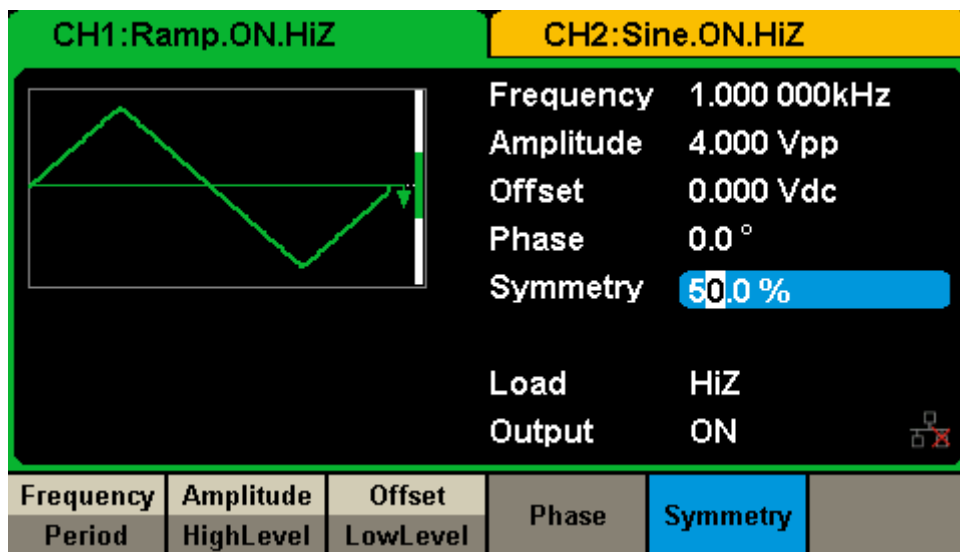 CH1:Ramp.ON.HiZ CH2:Sine.ON.HiZ
Frequency 1.000 000kHz
Amplitude 4.000 Vpp
Offset 0.000 Vdc
Phase 0.0 °
Symmetry 50.0 %
Load HiZ
Output ON
Frequency Amplitude Offset Phase Symmetry
Period HighLevel LowLevel